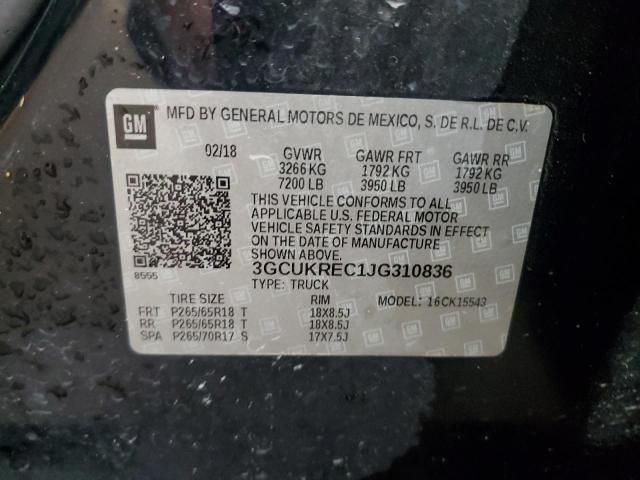 GM
MFD BY GENERAL MOTORS DE MEXICO, S. DE R.L. DE C.V.
02/18 GVWR GAWR FRT GAWR RR
3266 KG 1792 KG 1792 KG
7200 LB 3950 LB 3950 LB
THIS VEHICLE CONFORMS TO ALL
APPLICABLE U.S. FEDERAL MOTOR
VEHICLE SAFETY STANDARDS IN EFFECT
ON THE DATE OF MANUFACTURE
SHOWN ABOVE.
8555 3GCUKREC1JG310836
TYPE: TRUCK
TIRE SIZE RIM MODEL: 16CK15543
FRT P265/65R18 T 18X8.5J
RR P265/65R18 T 18X8.5J
SPA P265/70R17 S 17X7.5J